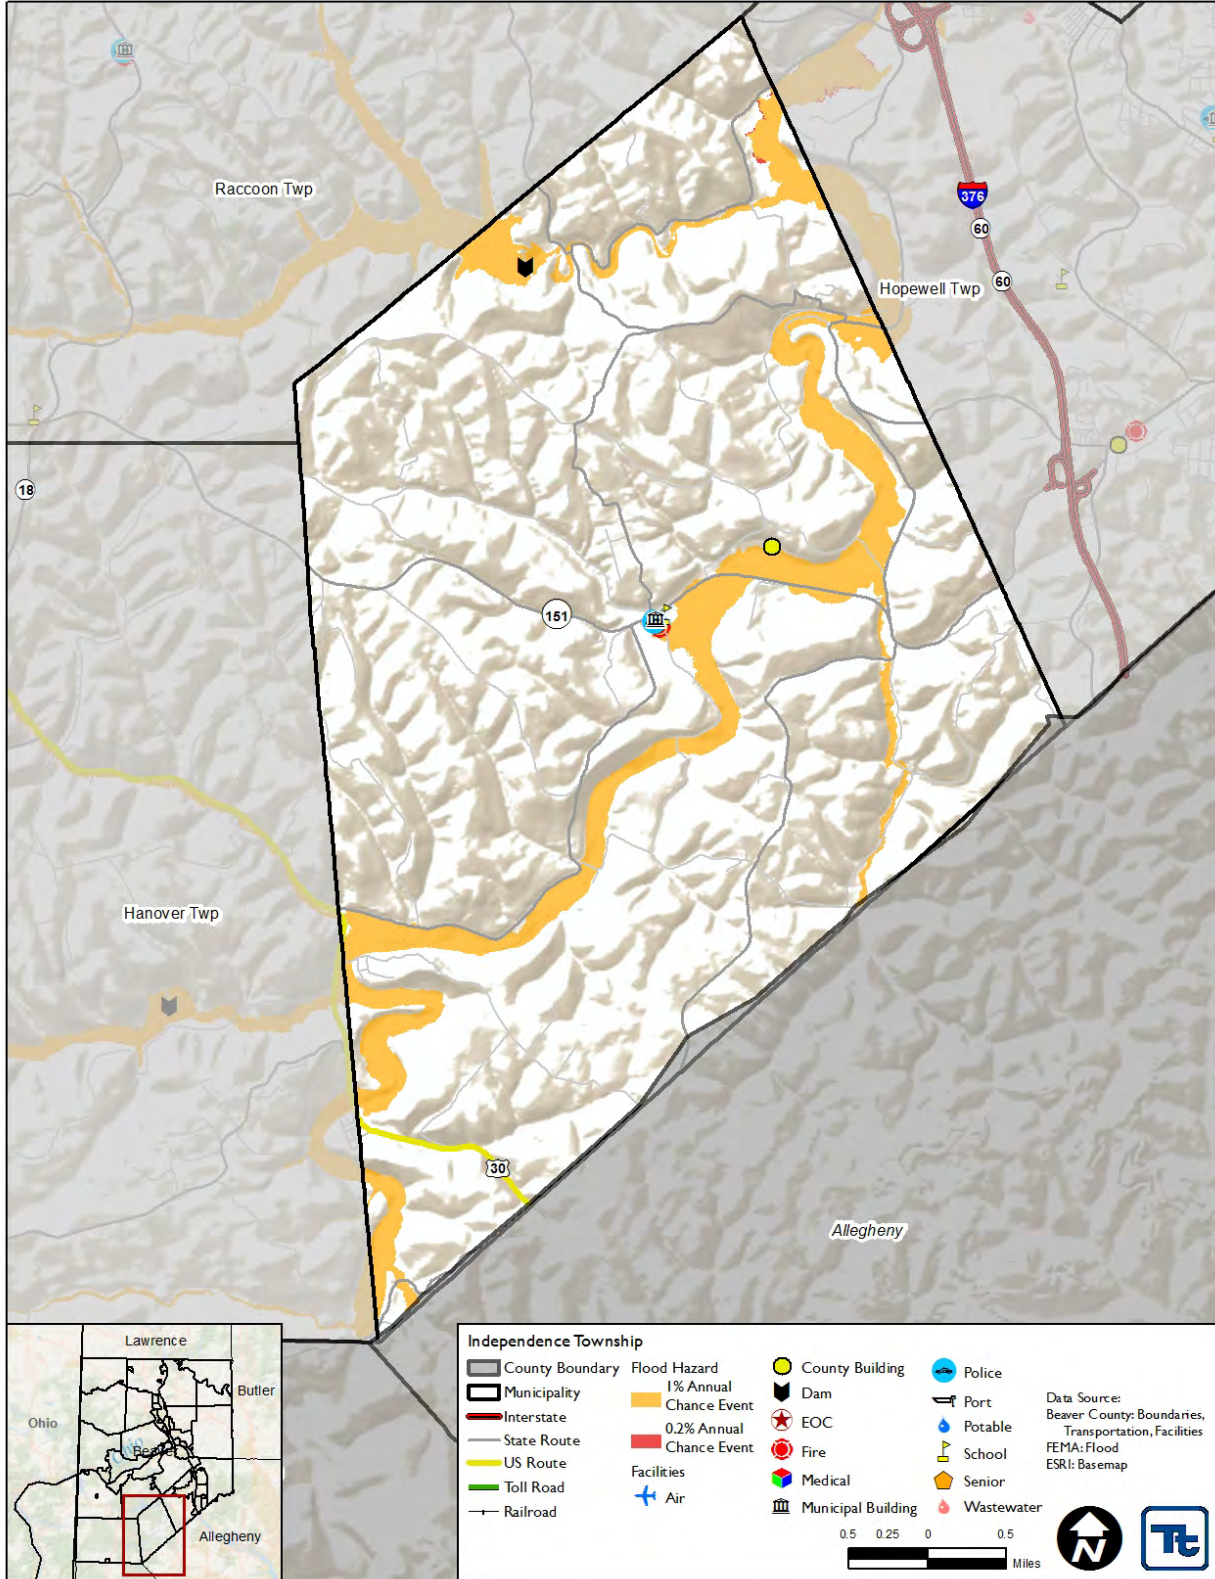 Raccoon Twp
376
60
60
Hopewell Twp
18
151
Hanover Twp
30
Allegheny
Lawrence
Butler
Ohio
Ohio
Beaver
Allegheny
Independence Township
County Boundary
Municipality
Interstate
State Route
US Route
Toll Road
Railroad
Flood Hazard
1% Annual
Chance Event
0.2% Annual
Chance Event
Facilities
Air
County Building
Dam
EOC
Fire
Medical
Municipal Building
Police
Port
Potable
School
Senior
Wastewater
Data Source:
Beaver County: Boundaries,
Transportation, Facilities
FEMA: Flood
ESRI: Basemap
0.5 0.25 0 0.5
Miles
N
Tt